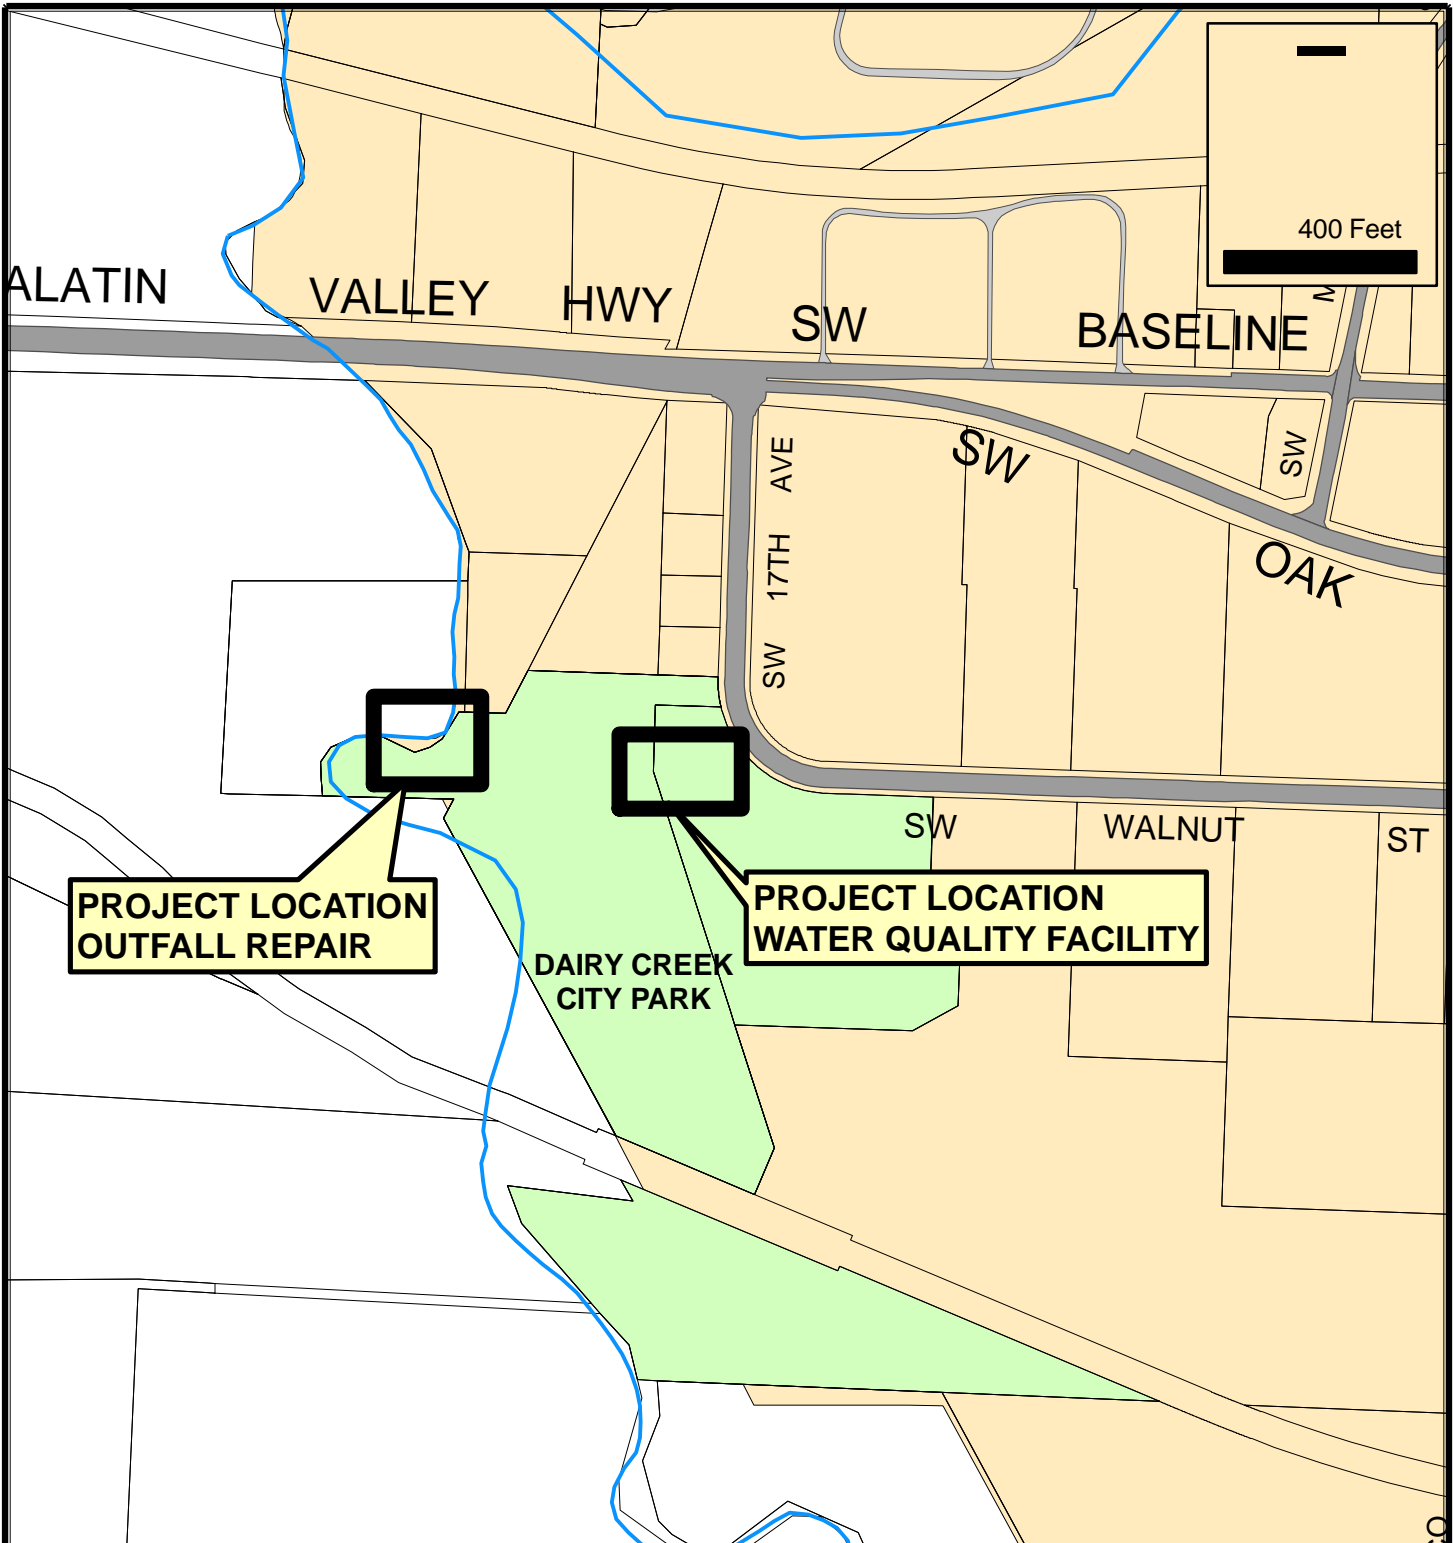 400 Feet
ALATIN VALLEY HWY SW BASELINE
SW
SW OAK
SW 17TH AVE
SW WALNUT ST
PROJECT LOCATION
OUTFALL REPAIR
PROJECT LOCATION
WATER QUALITY FACILITY
DAIRY CREEK
CITY PARK